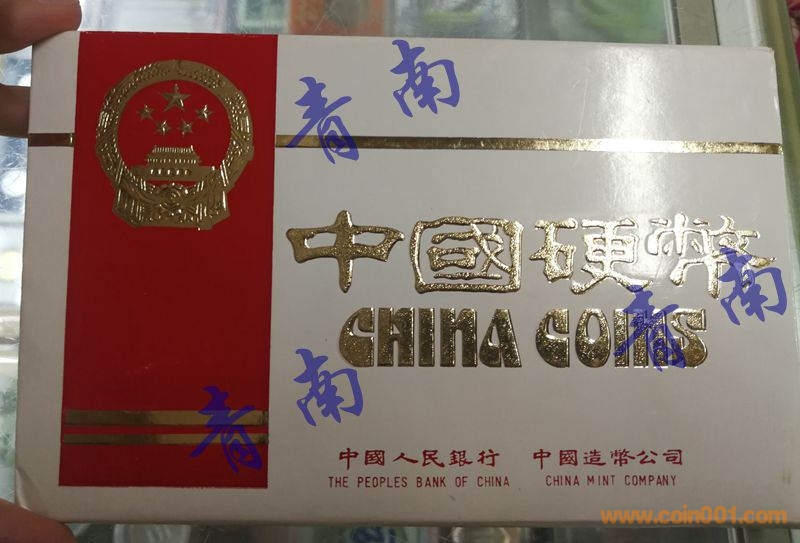 青南
中國硬幣
CHINA COINS
青南
青南
中國人民銀行 中國造幣公司
THE PEOPLES BANK OF CHINA CHINA MINT COMPANY
www.coin001.com